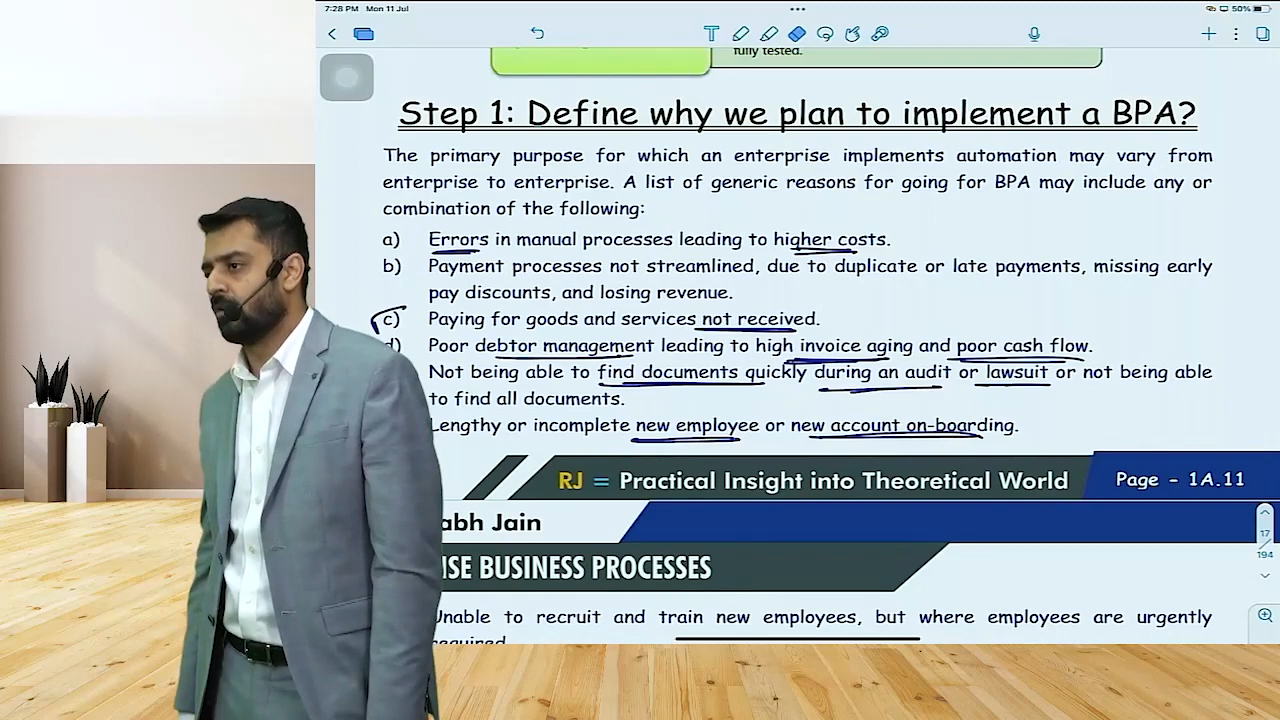 7:28 PM Mon 11 Jul
50%
fully tested.
Step 1: Define why we plan to implement a BPA?
The primary purpose for which an enterprise implements automation may vary from
enterprise to enterprise. A list of generic reasons for going for BPA may include any or
combination of the following:
a) Errors in manual processes leading to higher costs.
b) Payment processes not streamlined, due to duplicate or late payments, missing early
pay discounts, and losing revenue.
c) Paying for goods and services not received.
d) Poor debtor management leading to high invoice aging and poor cash flow.
Not being able to find documents quickly during an audit or lawsuit or not being able
to find all documents.
Lengthy or incomplete new employee or new account on-boarding.
RJ = Practical Insight into Theoretical World
Page - 1A.11
abh Jain
17
194
ISE BUSINESS PROCESSES
Unable to recruit and train new employees, but where employees are urgently
required